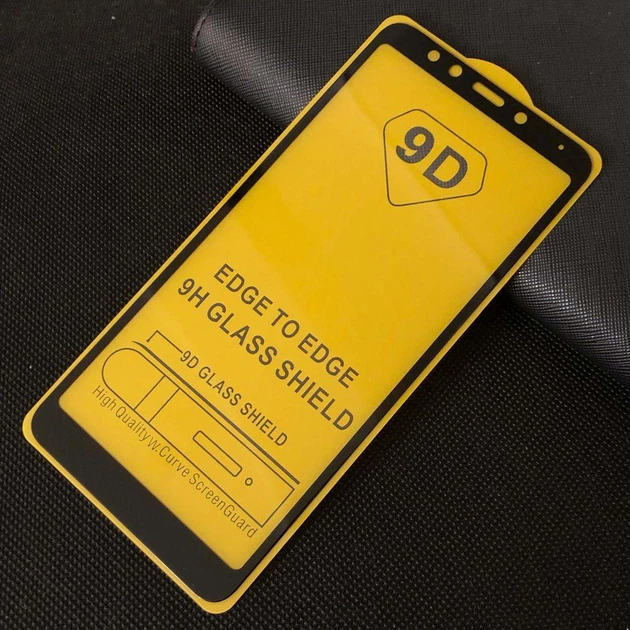 9D
EDGE TO EDGE
9H GLASS SHIELD
9D GLASS SHIELD
High Quality W.Curve ScreenGuard